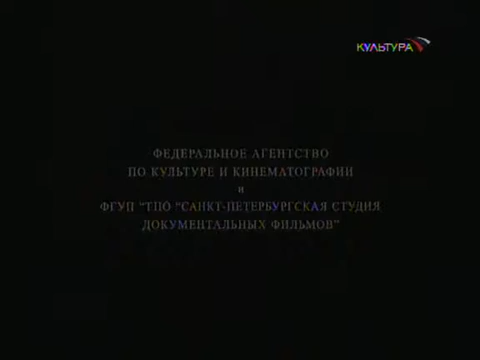 КУЛЬТУРА
ФЕДЕРАЛЬНОЕ АГЕНТСТВО
ПО КУЛЬТУРЕ И КИНЕМАТОГРАФИИ
и
ФГУП "ТПО "САНКТ-ПЕТЕРБУРГСКАЯ СТУДИЯ
ДОКУМЕНТАЛЬНЫХ ФИЛЬМОВ"